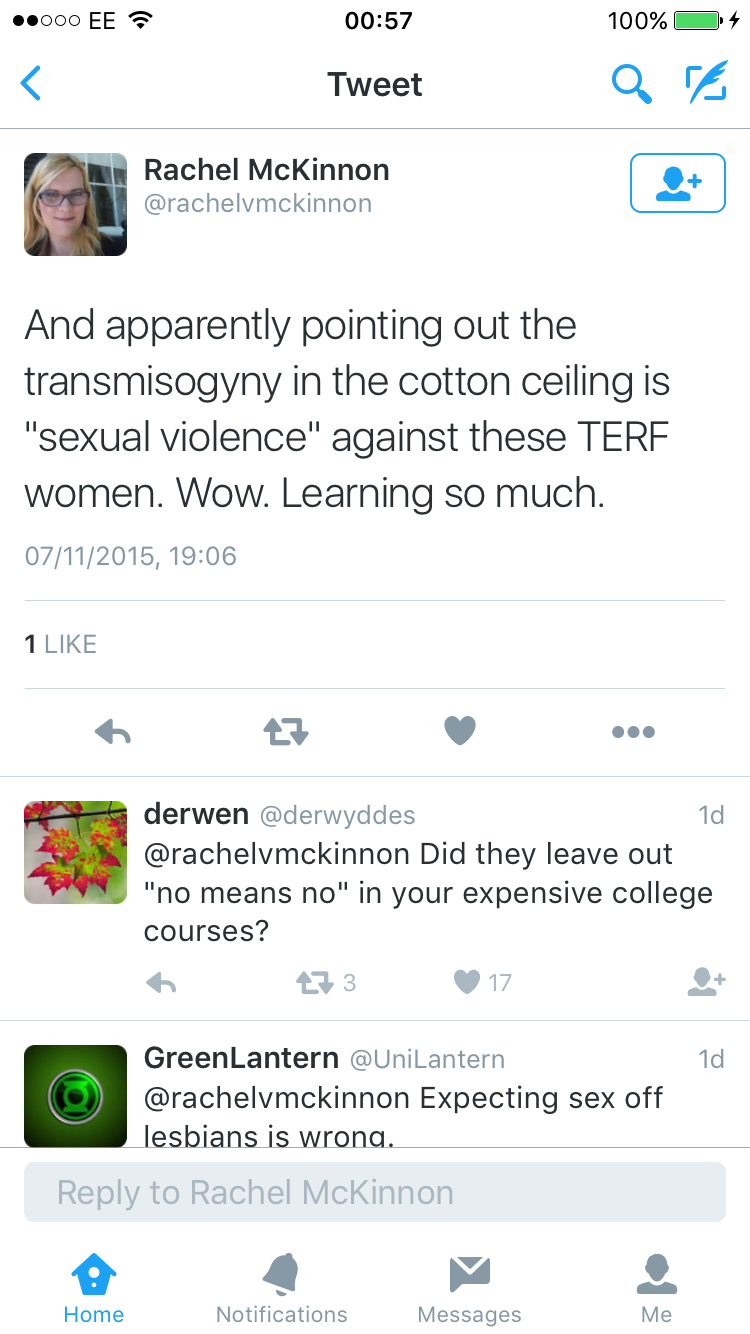 EE 00:57 100%
Tweet
Rachel McKinnon
@rachelvmckinnon
And apparently pointing out the
transmisogyny in the cotton ceiling is
"sexual violence" against these TERF
women. Wow. Learning so much.
07/11/2015, 19:06
1 LIKE
derwen @derwyddes 1d
@rachelvmckinnon Did they leave out
"no means no" in your expensive college
courses?
3 17
GreenLantern @UniLantern 1d
@rachelvmckinnon Expecting sex off
lesbians is wrong.
Reply to Rachel McKinnon
Home Notifications Messages Me